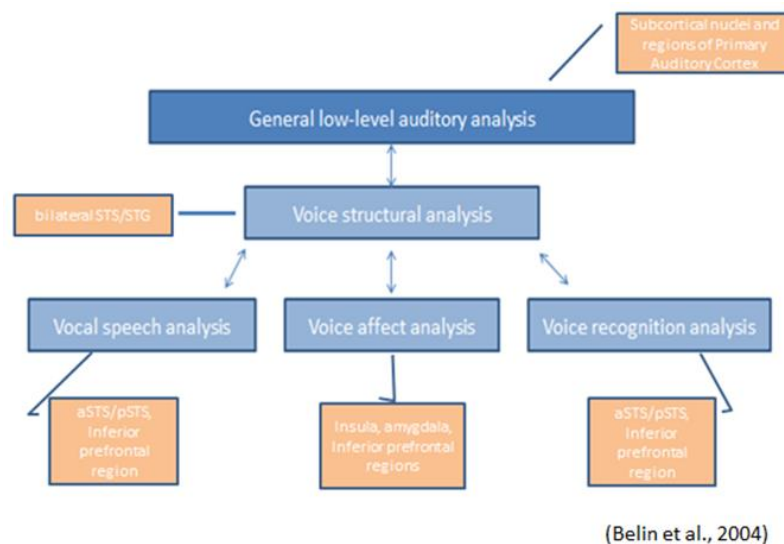 Subcortical nuclei and
regions of Primary
Auditory Cortex
General low-level auditory analysis
bilateral STS/STG
Voice structural analysis
Vocal speech analysis
Voice affect analysis
Voice recognition analysis
aSTS/pSTS,
Inferior
prefrontal
region
Insula, amygdala,
Inferior prefrontal
regions
aSTS/pSTS,
Inferior
prefrontal
region
(Belin et al., 2004)